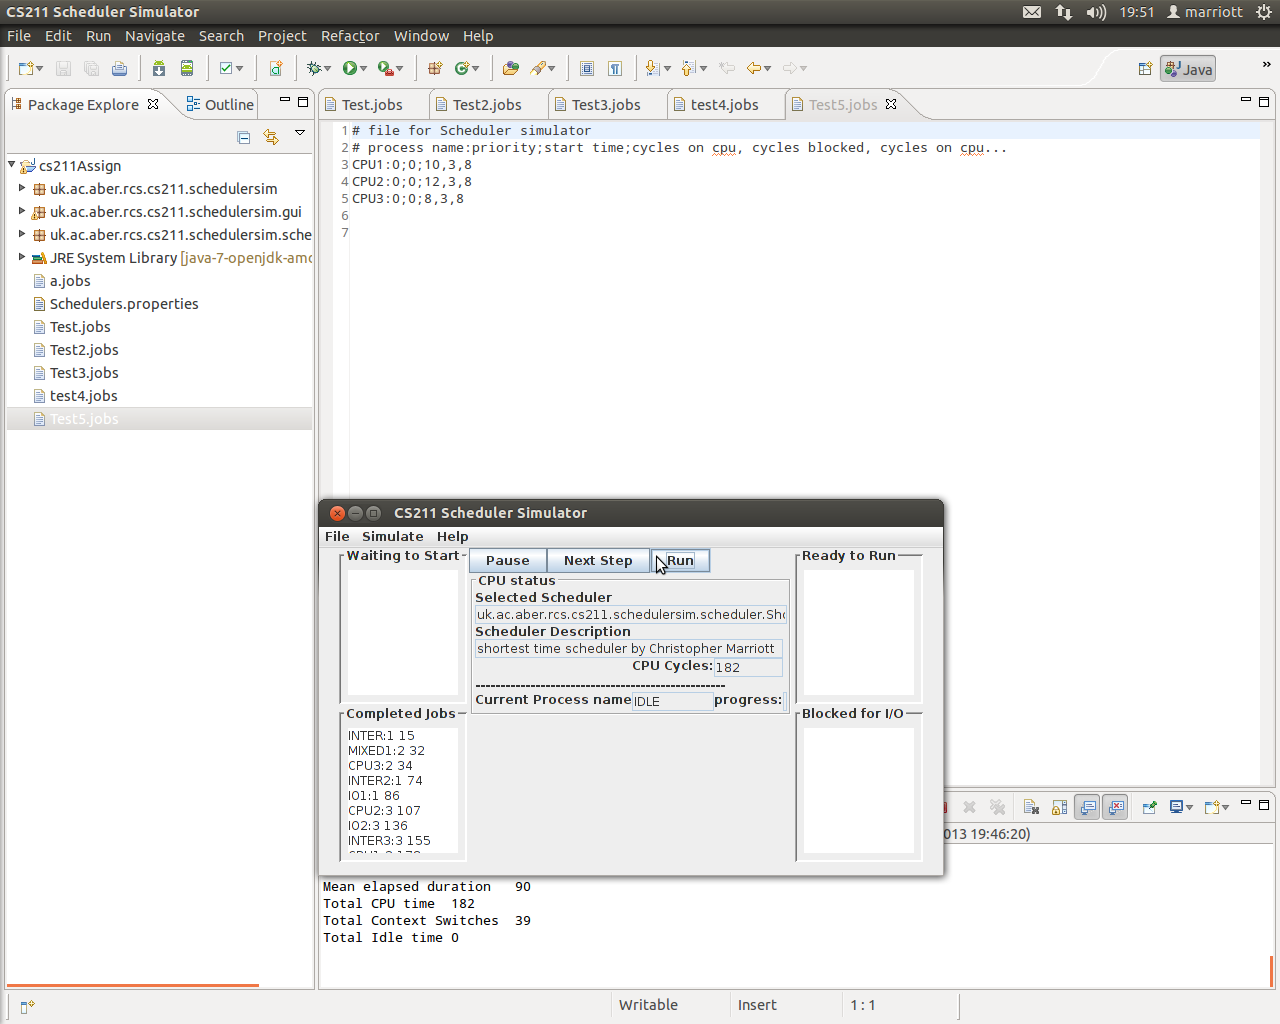 CS211 Scheduler Simulator
19:51
marriott
File Edit Run Navigate Search Project Refactor Window Help
Java
Package Explore
Outline
Test.jobs
Test2.jobs
Test3.jobs
test4.jobs
Test5.jobs
cs211Assign
uk.ac.aber.rcs.cs211.schedulersim
uk.ac.aber.rcs.cs211.schedulersim.gui
uk.ac.aber.rcs.cs211.schedulersim.sche
JRE System Library [java-7-openjdk-amd
a.jobs
Schedulers.properties
Test.jobs
Test2.jobs
Test3.jobs
test4.jobs
Test5.jobs
1 # file for Scheduler simulator
2 # process name:priority;start time;cycles on cpu, cycles blocked, cycles on cpu...
3 CPU1:0;0;10,3,8
4 CPU2:0;0;12,3,8
5 CPU3:0;0;8,3,8
6
7
CS211 Scheduler Simulator
File Simulate Help
Waiting to Start
Pause
Next Step
Run
Ready to Run
CPU status
Selected Scheduler
uk.ac.aber.rcs.cs211.schedulersim.scheduler.Sho
Scheduler Description
shortest time scheduler by Christopher Marriott
CPU Cycles: 182
--------------------------------------------------
Current Process name IDLE progress:
Completed Jobs
INTER:1 15
MIXED1:2 32
CPU3:2 34
INTER2:1 74
IO1:1 86
CPU2:3 107
IO2:3 136
INTER3:3 155
Blocked for I/O
013 19:46:20)
Mean elapsed duration 90
Total CPU time 182
Total Context Switches 39
Total Idle time 0
Writable
Insert
1 : 1